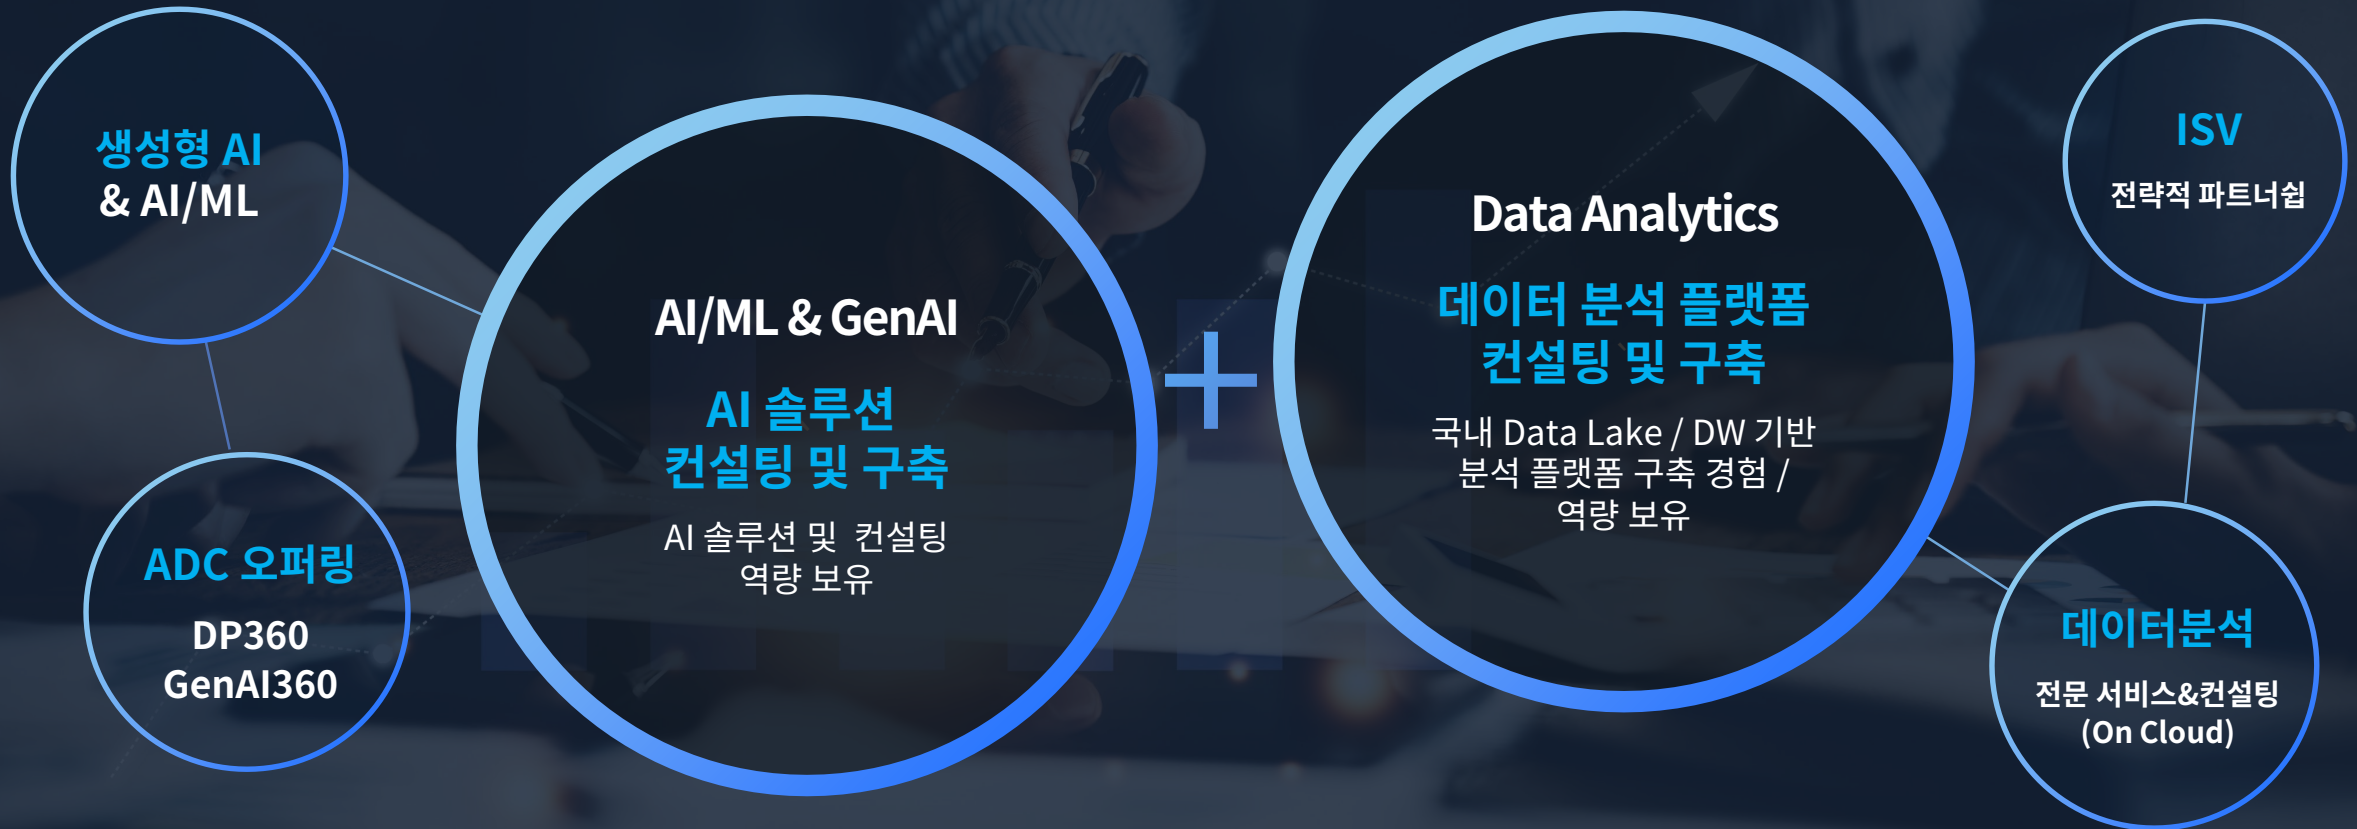 생성형 AI
& AI/ML
ADC 오퍼링
DP360
GenAI360
AI/ML & GenAI
AI 솔루션
컨설팅 및 구축
AI 솔루션 및 컨설팅
역량 보유
+
Data Analytics
데이터 분석 플랫폼
컨설팅 및 구축
국내 Data Lake / DW 기반
분석 플랫폼 구축 경험 /
역량 보유
ISV
전략적 파트너쉽
데이터분석
전문 서비스&컨설팅
(On Cloud)